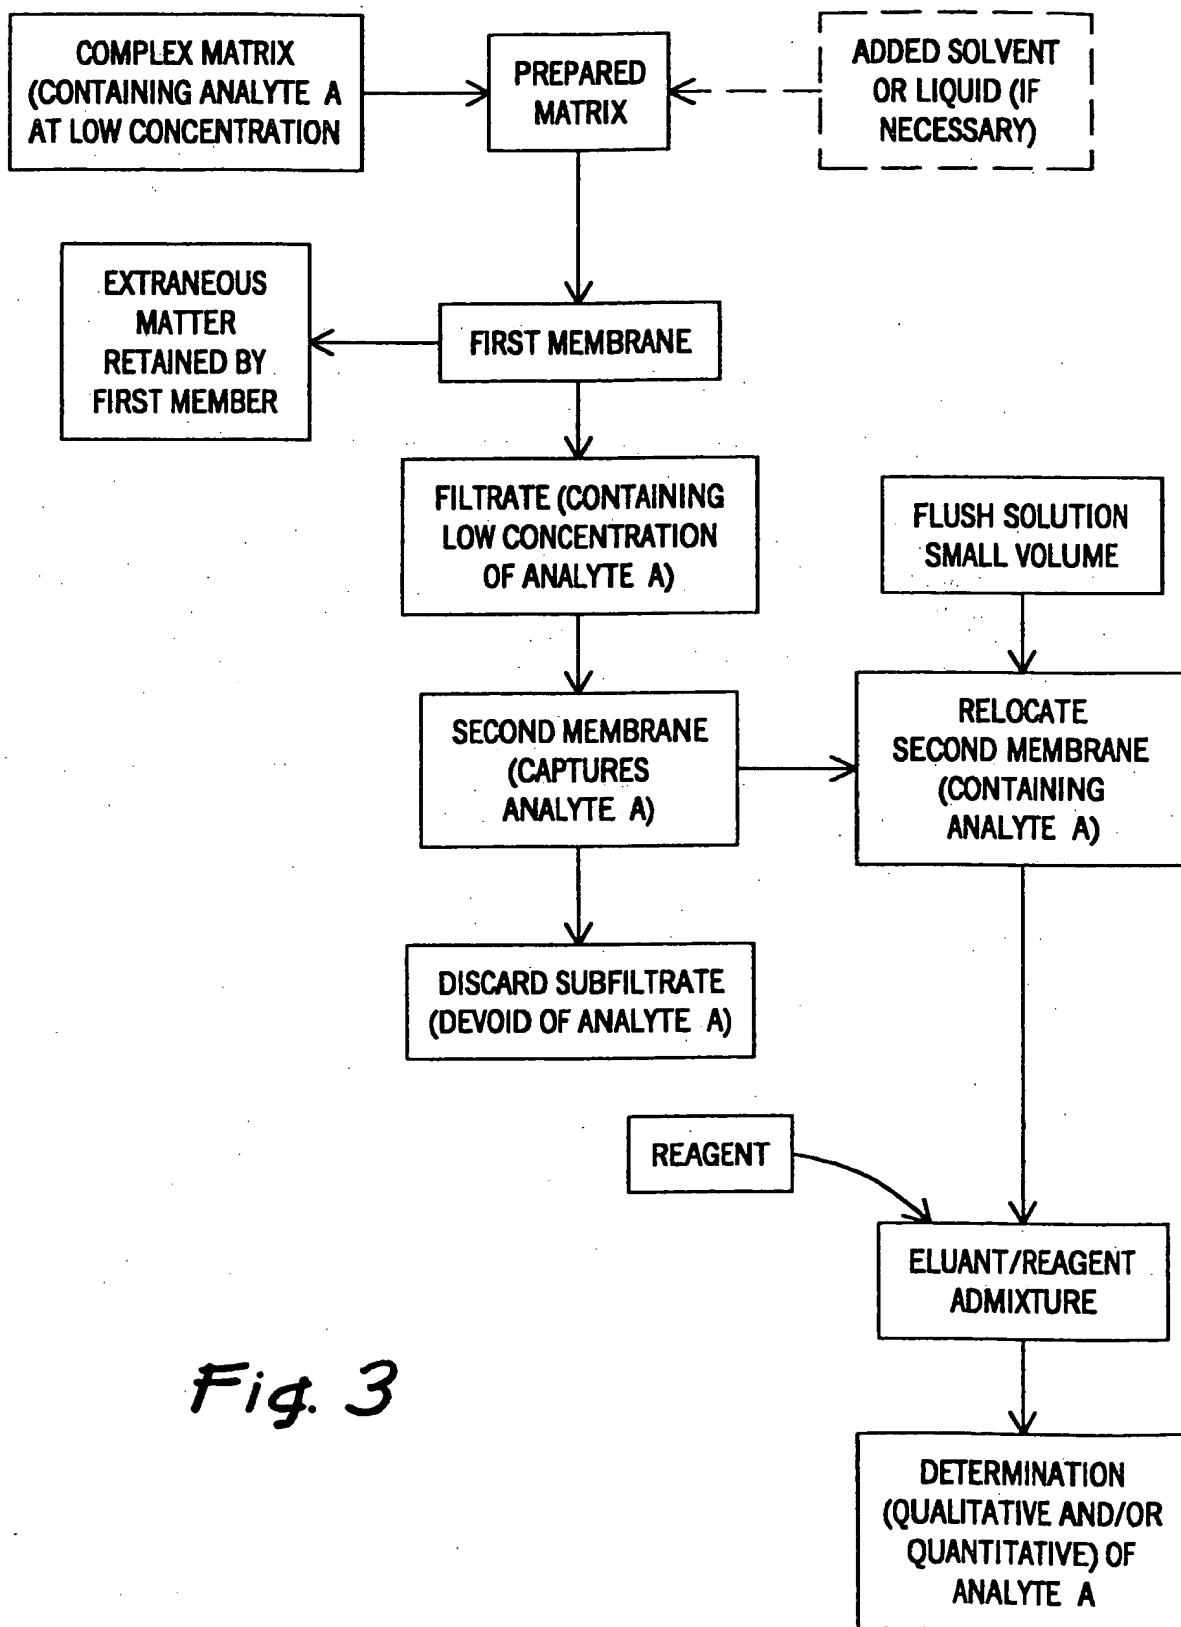 COMPLEX MATRIX
(CONTAINING ANALYTE A
AT LOW CONCENTRATION
PREPARED
MATRIX
ADDED SOLVENT
OR LIQUID (IF
NECESSARY)
EXTRANEOUS
MATTER
RETAINED BY
FIRST MEMBER
FIRST MEMBRANE
FILTRATE (CONTAINING
LOW CONCENTRATION
OF ANALYTE A)
FLUSH SOLUTION
SMALL VOLUME
SECOND MEMBRANE
(CAPTURES
ANALYTE A)
RELOCATE
SECOND MEMBRANE
(CONTAINING
ANALYTE A)
DISCARD SUBFILTRATE
(DEVOID OF ANALYTE A)
REAGENT
ELUANT/REAGENT
ADMIXTURE
DETERMINATION
(QUALITATIVE AND/OR
QUANTITATIVE) OF
ANALYTE A
Fig. 3